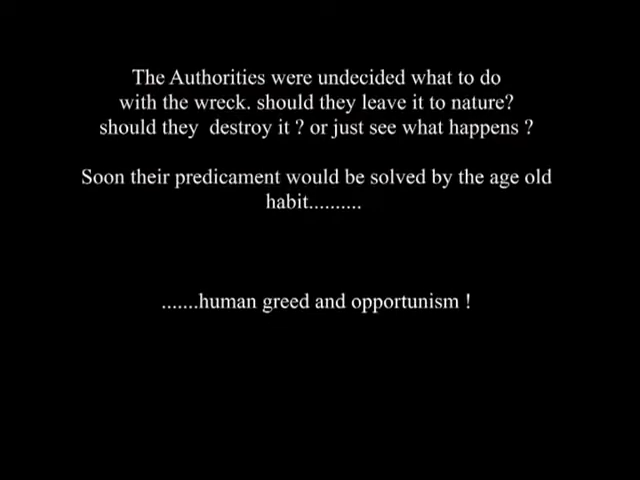 The Authorities were undecided what to do
with the wreck. should they leave it to nature?
should they  destroy it ? or just see what happens ?
Soon their predicament would be solved by the age old
habit..........
.......human greed and opportunism !